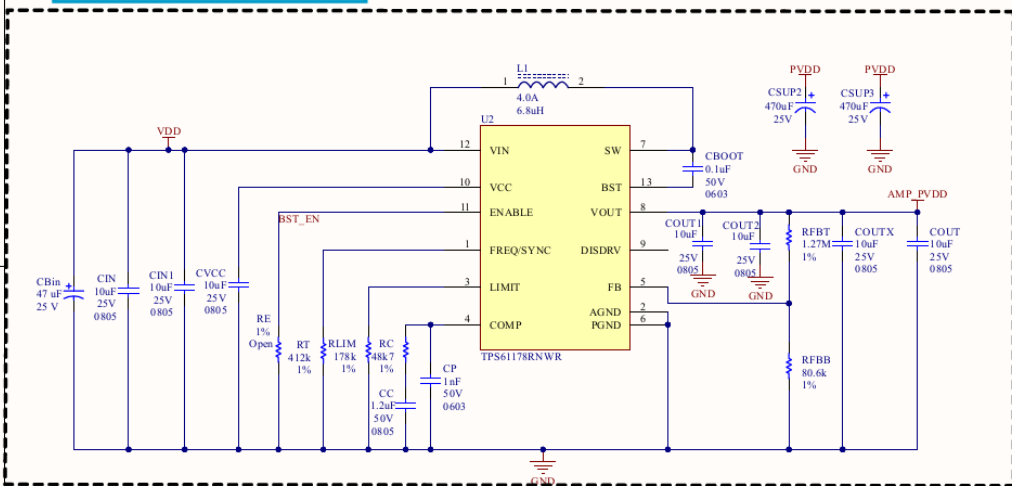 L1
1
2
4.0A
6.8uH
U2
PVDD
PVDD
CSUP2
470uF
25V
CSUP3
470uF
25V
GND
GND
VDD
12
VIN
SW
7
CBOOT
0.1uF
50V
0603
10
VCC
BST
13
11
ENABLE
VOUT
8
BST_EN
AMP_PVDD
1
FREQ/SYNC
DISDRV
9
3
LIMIT
FB
5
4
COMP
AGND
2
PGND
6
TPS61178RNWR
COUT1
10uF
25V
0805
GND
COUT2
10uF
25V
0805
GND
RFBT
1.27M
1%
COUTX
10uF
25V
0805
COUT
10uF
25V
0805
CBin
47 uF
25 V
CIN
10uF
25V
0805
CIN1
10uF
25V
0805
CVCC
10uF
25V
0805
RE
1%
Open
RT
412k
1%
RLIM
178k
1%
RC
48k7
1%
CC
1.2uF
50V
0805
CP
1nF
50V
0603
RFBB
80.6k
1%
GND